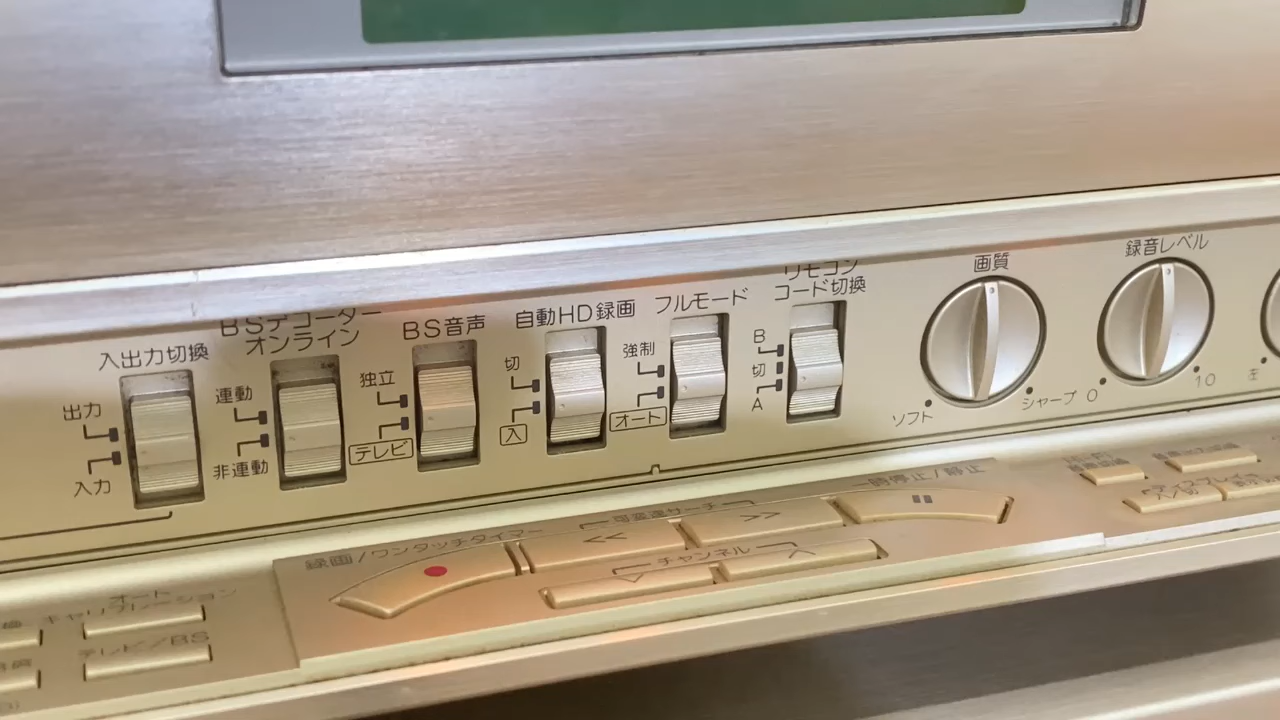 入出力切換
出力
入力
BSデコーター
オンライン
連動
非連動
BS音声
独立
テレビ
自動HD録画
切
入
フルモード
強制
オート
リモコン
コード切換
B
切
A
画質
ソフト
シャープ
録音レベル
0
10
録画/ワンタッチタイマー
可変速サーチ
一時停止/静止
チャンネル
オート
キャリブレーション
テレビ/BS